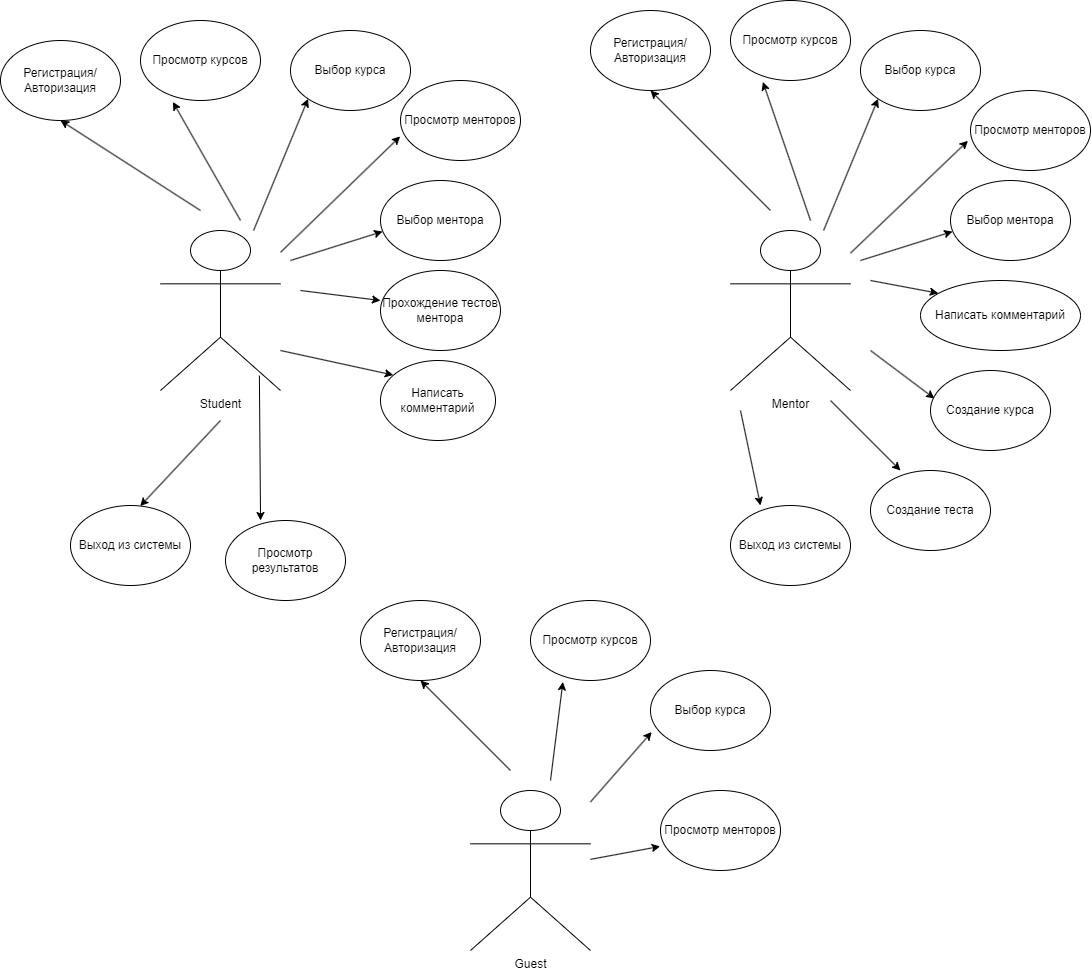 Регистрация/
Авторизация
Просмотр курсов
Выбор курса
Просмотр менторов
Выбор ментора
Прохождение тестов
ментора
Написать
комментарий
Student
Выход из системы
Просмотр
результатов
Регистрация/
Авторизация
Просмотр курсов
Выбор курса
Просмотр менторов
Выбор ментора
Написать комментарий
Создание курса
Mentor
Создание теста
Выход из системы
Регистрация/
Авторизация
Просмотр курсов
Выбор курса
Просмотр менторов
Guest